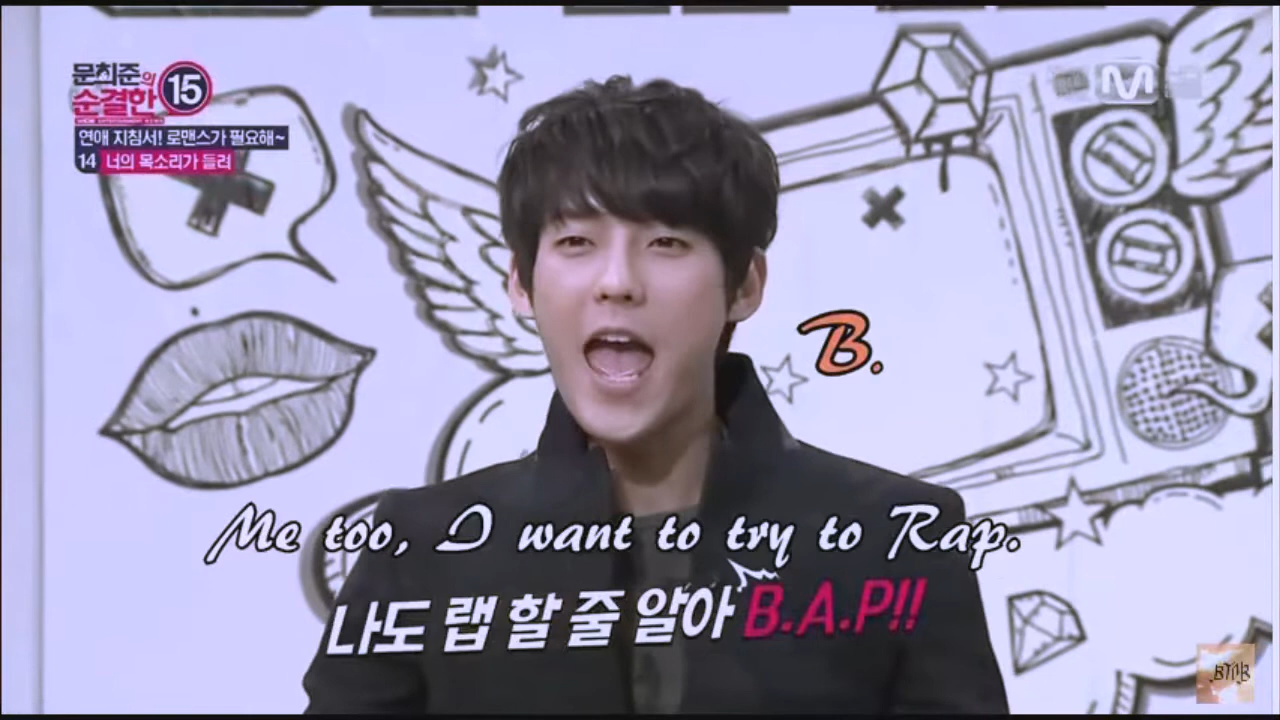 문희준의
순결한 15
연애 지침서! 로맨스가 필요해~
14 너의 목소리가 들려
M
B.
Me too, I want to try to Rap.
나도 랩 할 줄 알아 B.A.P!!
BTOB